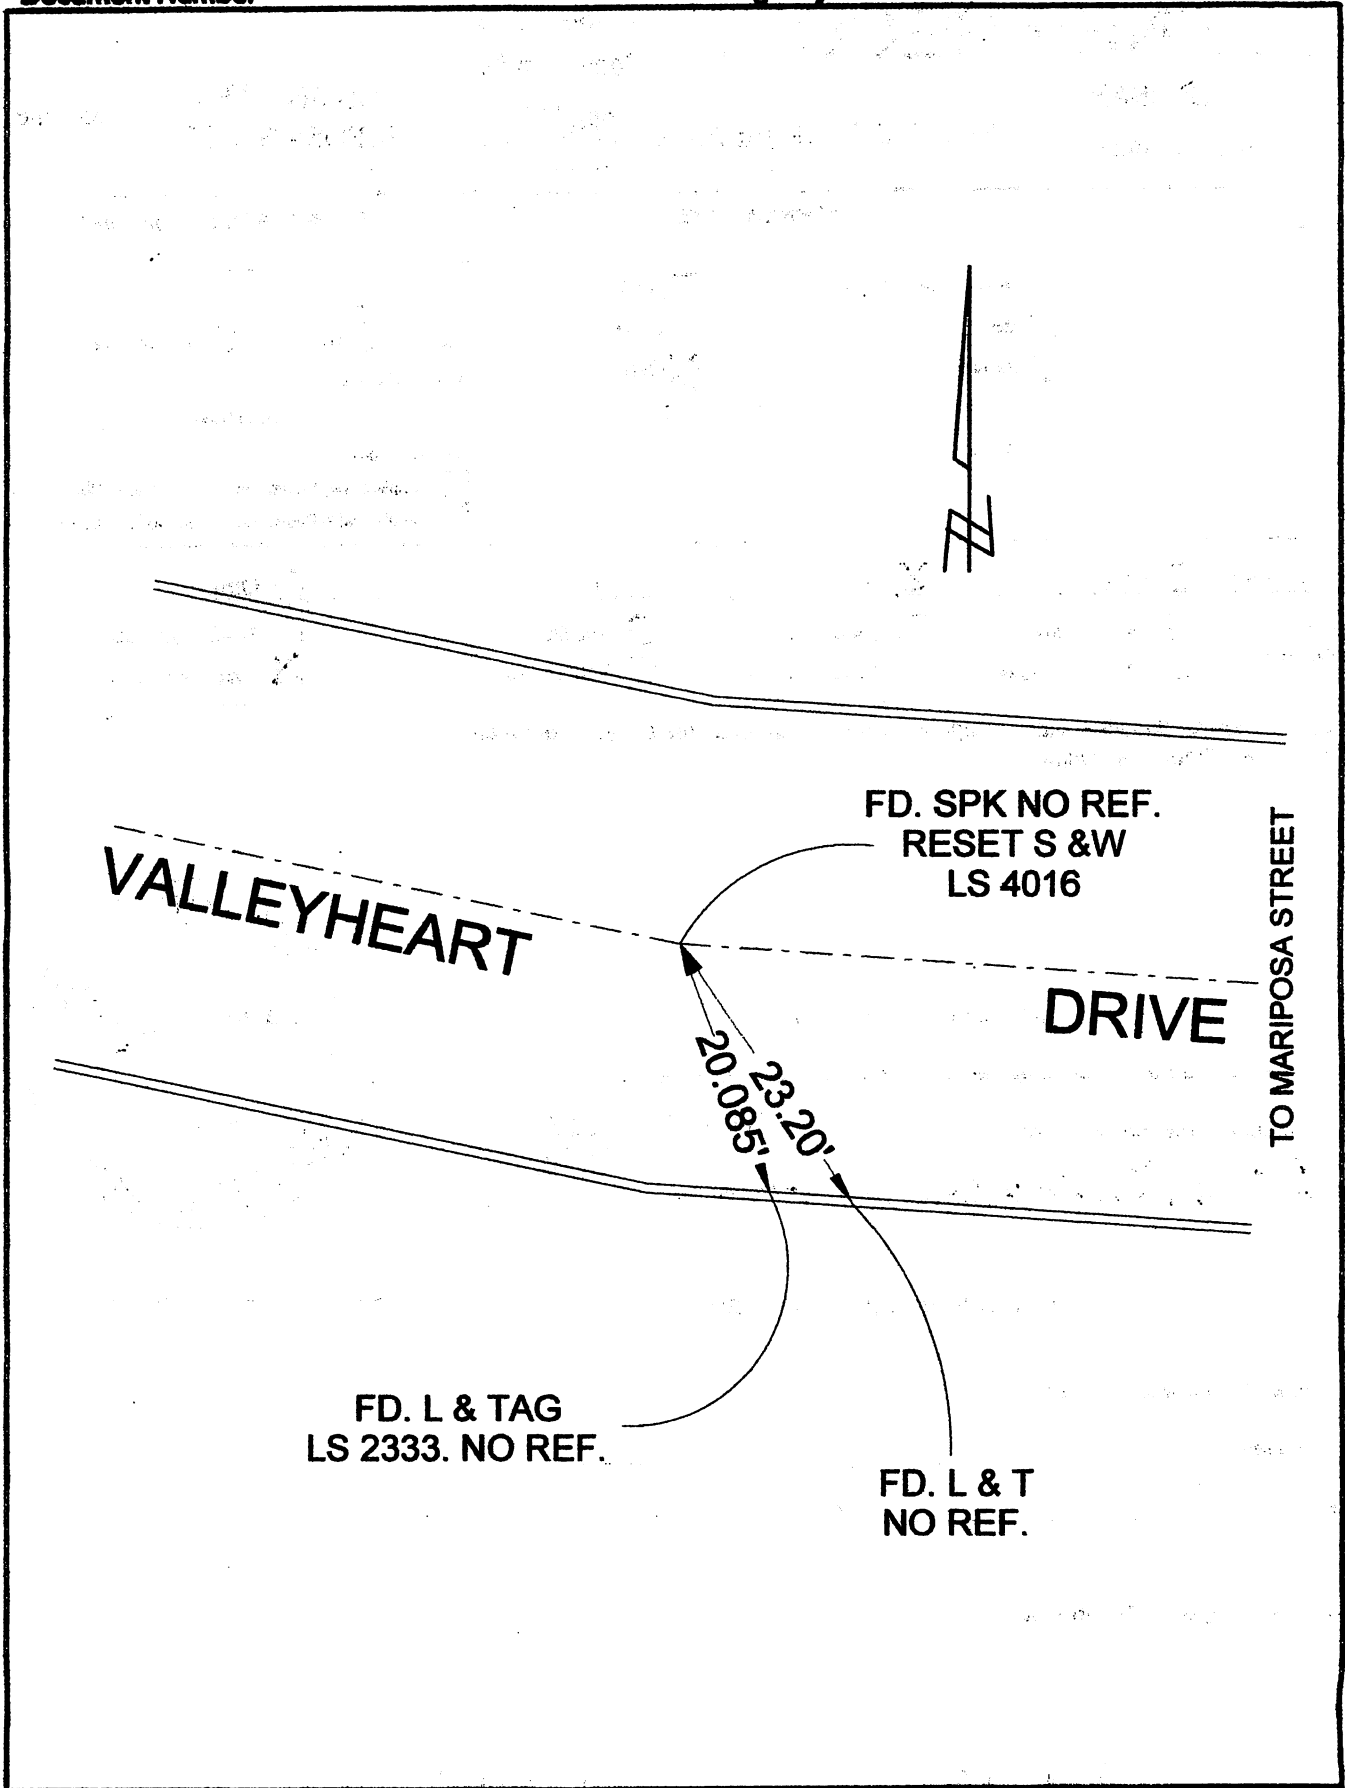 FD. SPK NO REF.
RESET S &W
LS 4016
TO MARIPOSA STREET
VALLEYHEART
DRIVE
20.085'
23.20'
FD. L & TAG
LS 2333. NO REF.
FD. L & T
NO REF.